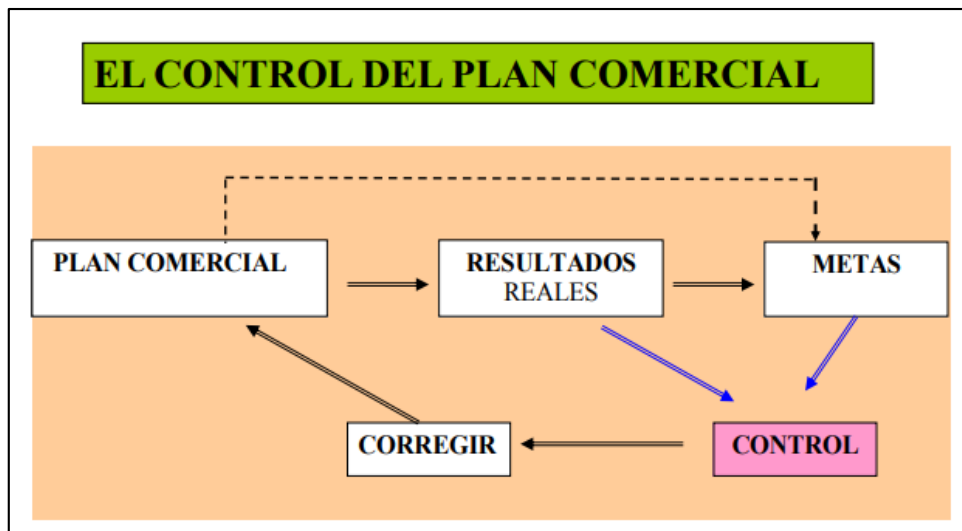 EL CONTROL DEL PLAN COMERCIAL
PLAN COMERCIAL
RESULTADOS
REALES
METAS
CORREGIR
CONTROL